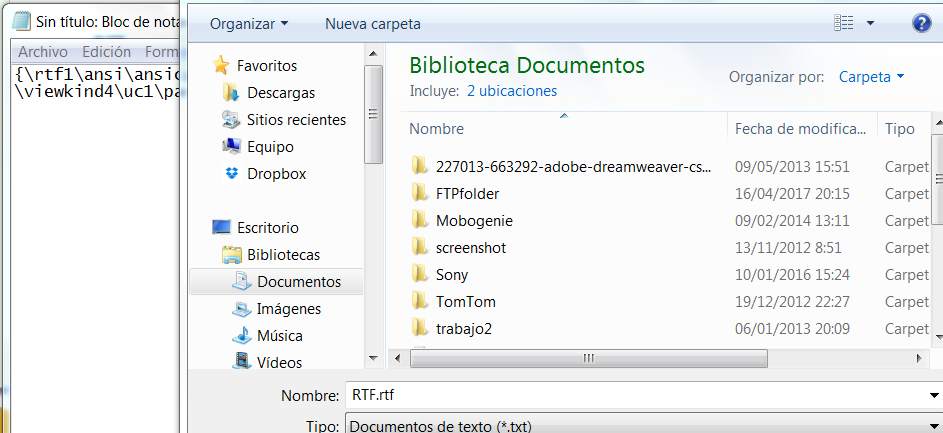 Sin título: Bloc de nota
Archivo Edición Form
{\rtf1\ansi\ansic
\viewkind4\uc1\pa
Organizar Nueva carpeta
Favoritos
Descargas
Sitios recientes
Equipo
Dropbox
Escritorio
Bibliotecas
Documentos
Imágenes
Música
Vídeos
Biblioteca Documentos
Incluye: 2 ubicaciones
Organizar por: Carpeta
Nombre Fecha de modifica... Tipo
227013-663292-adobe-dreamweaver-cs... 09/05/2013 15:51 Carpet
FTPfolder 16/04/2017 20:15 Carpet
Mobogenie 09/02/2014 13:11 Carpet
screenshot 13/11/2012 8:51 Carpet
Sony 10/01/2016 15:24 Carpet
TomTom 19/12/2012 22:27 Carpet
trabajo2 06/01/2013 20:09 Carpet
Nombre: RTF.rtf
Tipo: Documentos de texto (*.txt)